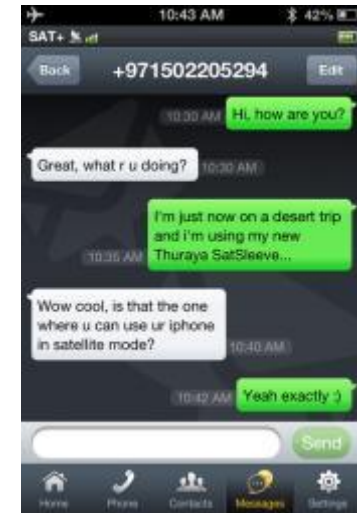 10:43 AM 42%
SAT+
Back +971502205294 Edit
10:30 AM Hi, how are you?
Great, what r u doing? 10:30 AM
I'm just now on a desert trip
and i'm using my new
10:35 AM Thuraya SatSleeve...
Wow cool, is that the one
where u can use ur iphone
in satellite mode? 10:40 AM
10:42 AM Yeah exactly :)
Send
Home Phone Contacts Messages Settings